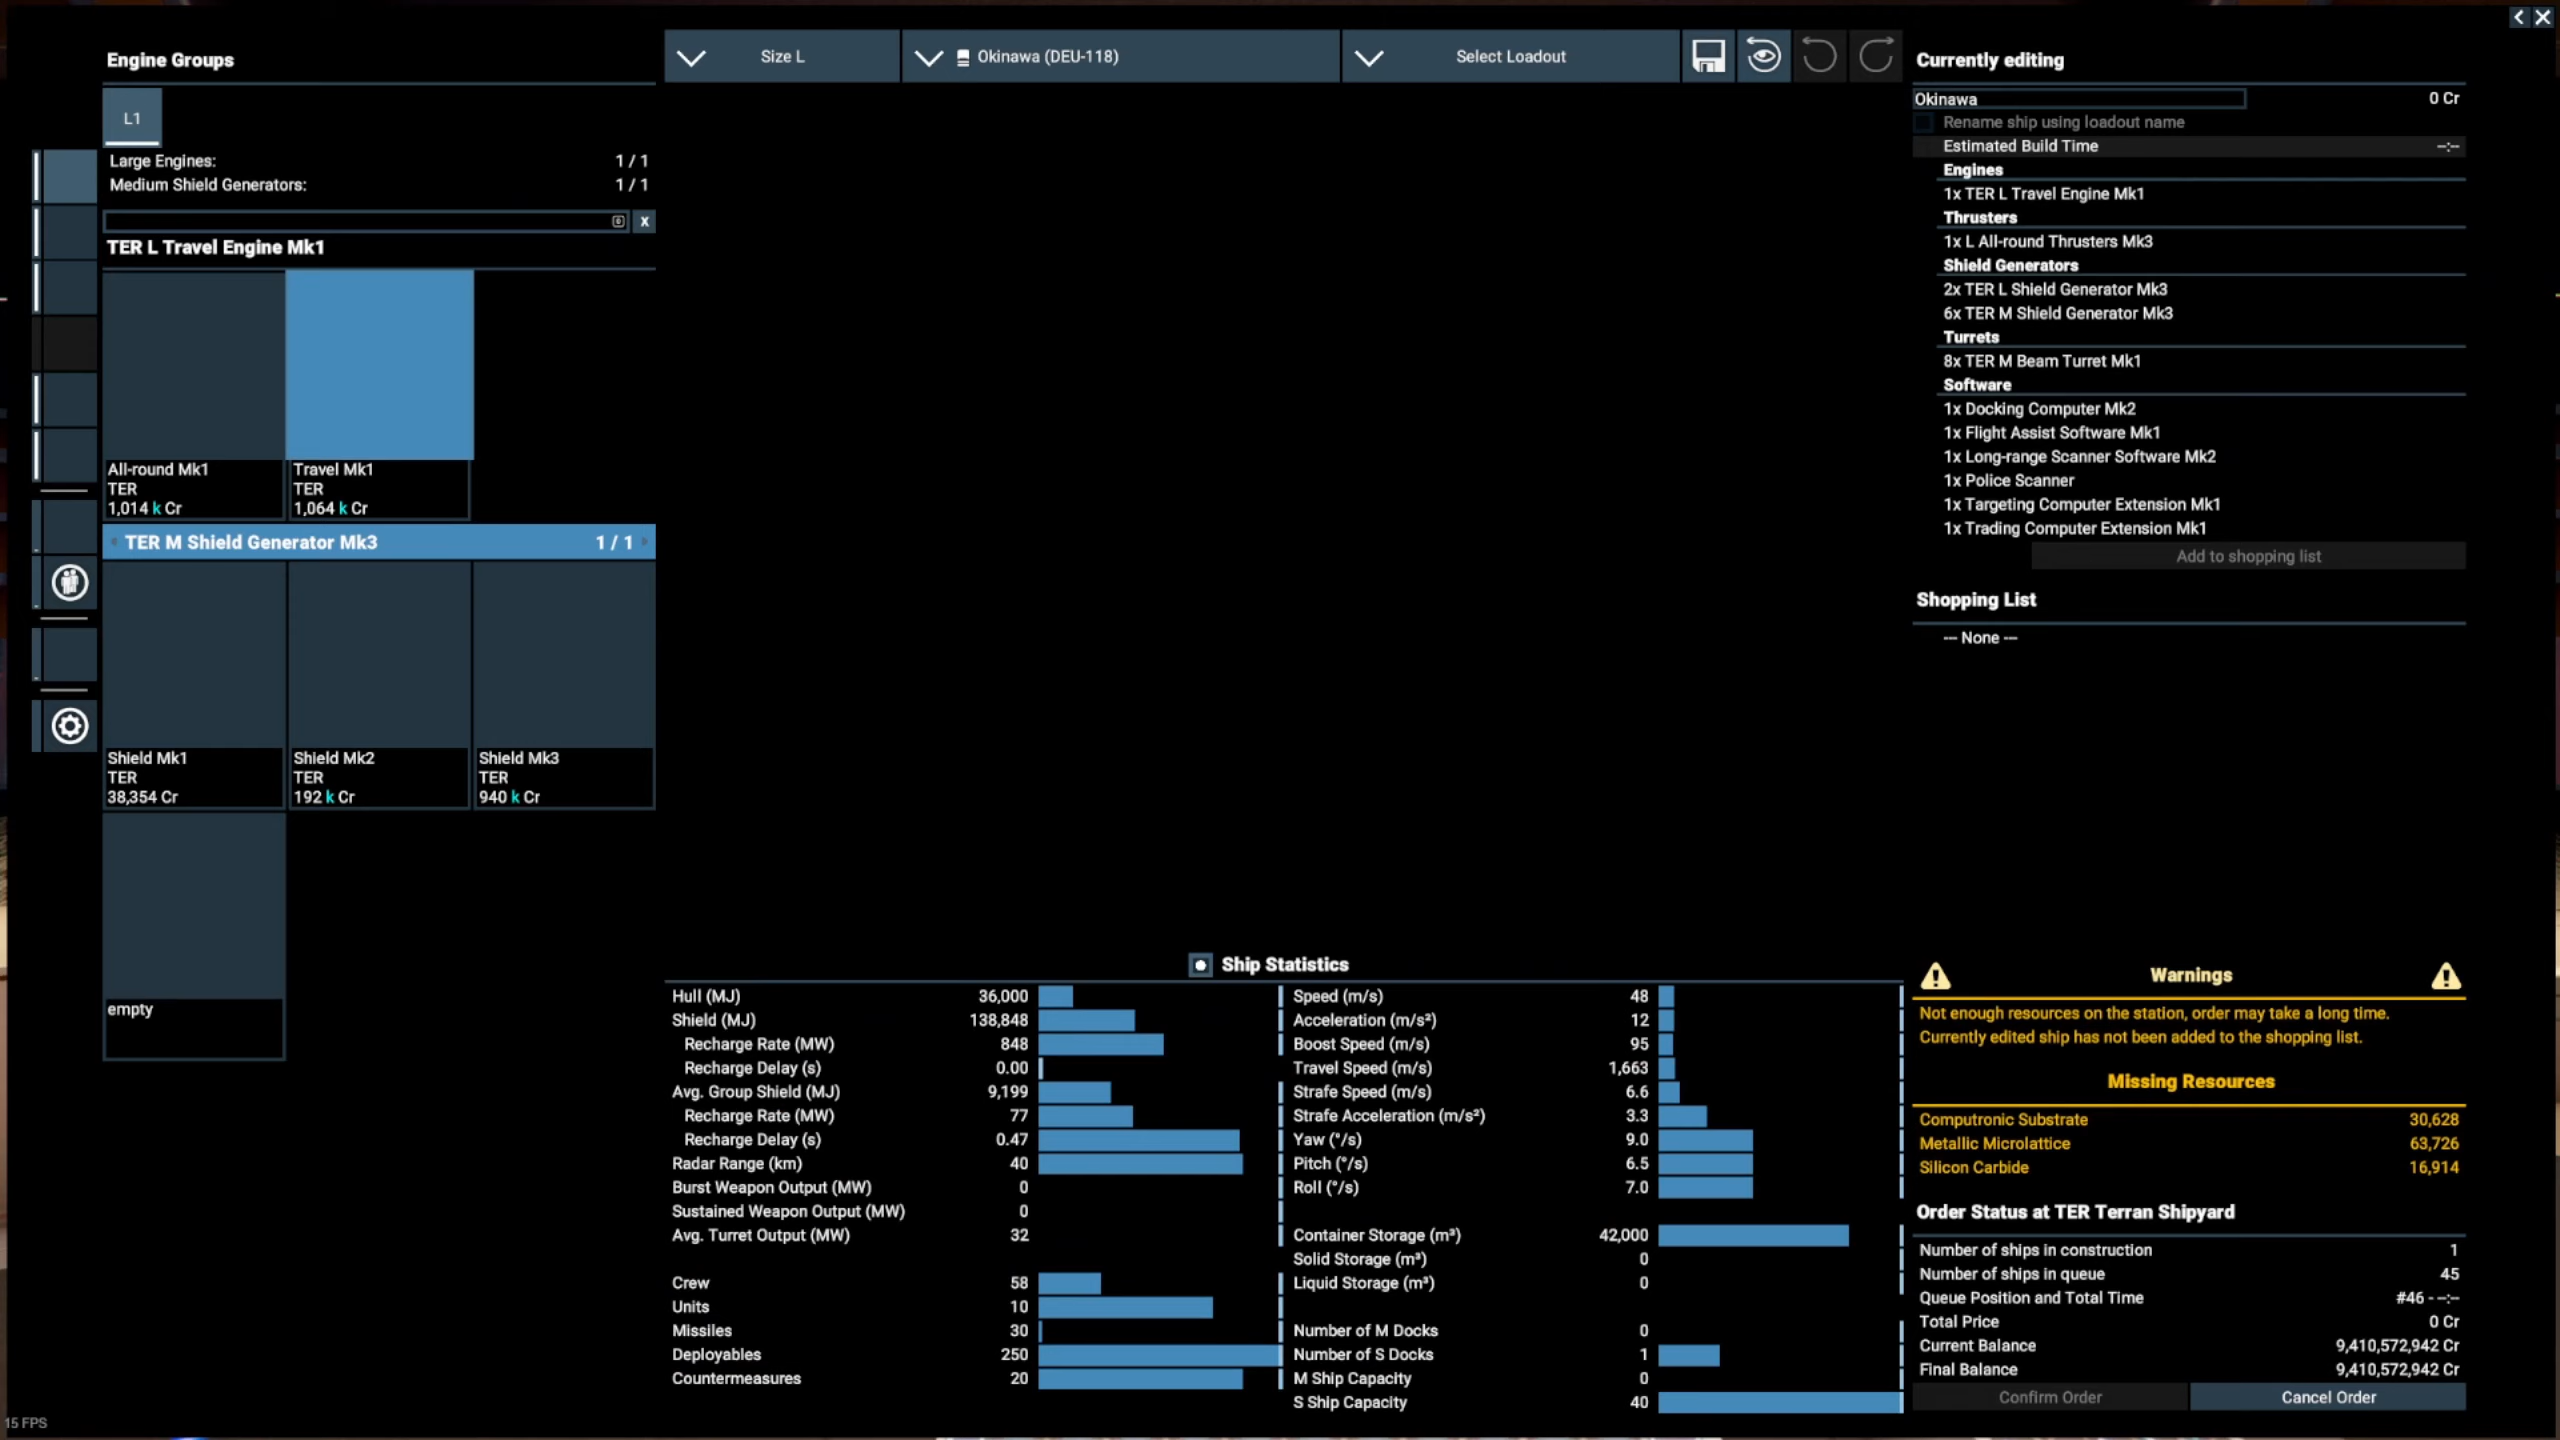 Engine Groups
L1
Large Engines: 1 / 1
Medium Shield Generators: 1 / 1
x
TER L Travel Engine Mk1
All-round Mk1
TER
1,014 k Cr
Travel Mk1
TER
1,064 k Cr
TER M Shield Generator Mk3 1 / 1
Shield Mk1
TER
38,354 Cr
Shield Mk2
TER
192 k Cr
Shield Mk3
TER
940 k Cr
empty
15 FPS
Size L
Okinawa (DEU-118)
Select Loadout
Ship Statistics
Hull (MJ) 36,000
Shield (MJ) 138,848
Recharge Rate (MW) 848
Recharge Delay (s) 0.00
Avg. Group Shield (MJ) 9,199
Recharge Rate (MW) 77
Recharge Delay (s) 0.47
Radar Range (km) 40
Burst Weapon Output (MW) 0
Sustained Weapon Output (MW) 0
Avg. Turret Output (MW) 32
Crew 58
Units 10
Missiles 30
Deployables 250
Countermeasures 20
Speed (m/s) 48
Acceleration (m/s²) 12
Boost Speed (m/s) 95
Travel Speed (m/s) 1,663
Strafe Speed (m/s) 6.6
Strafe Acceleration (m/s²) 3.3
Yaw (°/s) 9.0
Pitch (°/s) 6.5
Roll (°/s) 7.0
Container Storage (m³) 42,000
Solid Storage (m³) 0
Liquid Storage (m³) 0
Number of M Docks 0
Number of S Docks 1
M Ship Capacity 0
S Ship Capacity 40
Currently editing
Okinawa 0 Cr
Rename ship using loadout name
Estimated Build Time --:--
Engines
1x TER L Travel Engine Mk1
Thrusters
1x L All-round Thrusters Mk3
Shield Generators
2x TER L Shield Generator Mk3
6x TER M Shield Generator Mk3
Turrets
8x TER M Beam Turret Mk1
Software
1x Docking Computer Mk2
1x Flight Assist Software Mk1
1x Long-range Scanner Software Mk2
1x Police Scanner
1x Targeting Computer Extension Mk1
1x Trading Computer Extension Mk1
Add to shopping list
Shopping List
--- None ---
Warnings
Not enough resources on the station, order may take a long time.
Currently edited ship has not been added to the shopping list.
Missing Resources
Computronic Substrate 30,628
Metallic Microlattice 63,726
Silicon Carbide 16,914
Order Status at TER Terran Shipyard
Number of ships in construction 1
Number of ships in queue 45
Queue Position and Total Time #46 - --:--
Total Price 0 Cr
Current Balance 9,410,572,942 Cr
Final Balance 9,410,572,942 Cr
Confirm Order
Cancel Order